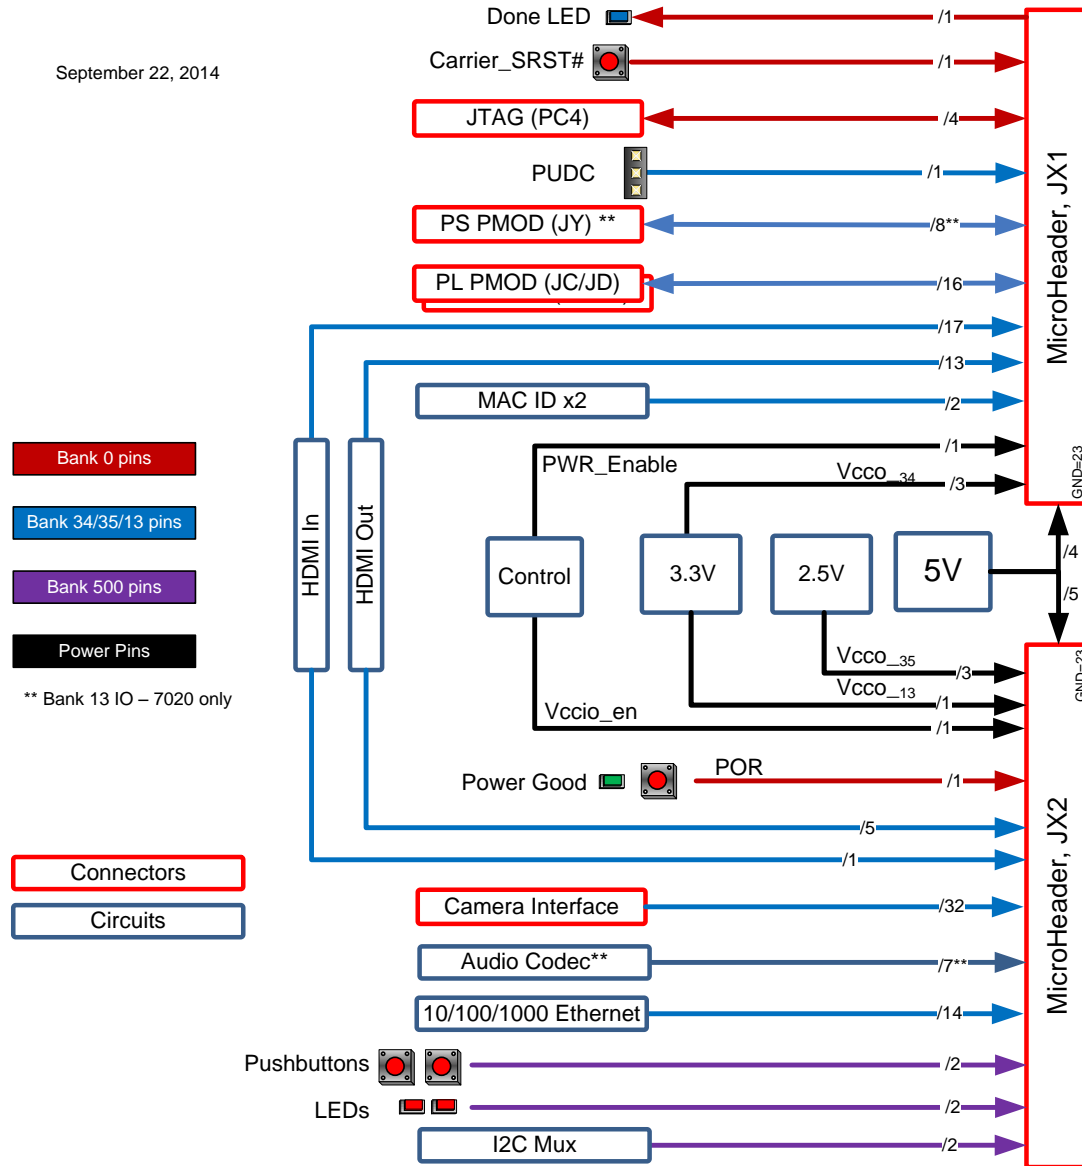 Done LED
/1
Carrier_SRST#
/1
September 22, 2014
JTAG (PC4)
/4
PUDC
/1
PS PMOD (JY) **
/8**
PL PMOD (JC/JD)
/16
/17
/13
MAC ID x2
/2
MicroHeader, JX1
GND=23
Bank 0 pins
Bank 34/35/13 pins
Bank 500 pins
Power Pins
** Bank 13 IO – 7020 only
HDMI In
HDMI Out
PWR_Enable
/1
Vcco_34
/3
Control
3.3V
2.5V
5V
/4
/5
Vcco_35
/3
Vcco_13
/1
Vccio_en
/1
GND=23
Power Good
POR
/1
/5
/1
Connectors
Circuits
Camera Interface
/32
Audio Codec**
/7**
10/100/1000 Ethernet
/14
MicroHeader, JX2
Pushbuttons
/2
LEDs
/2
I2C Mux
/2